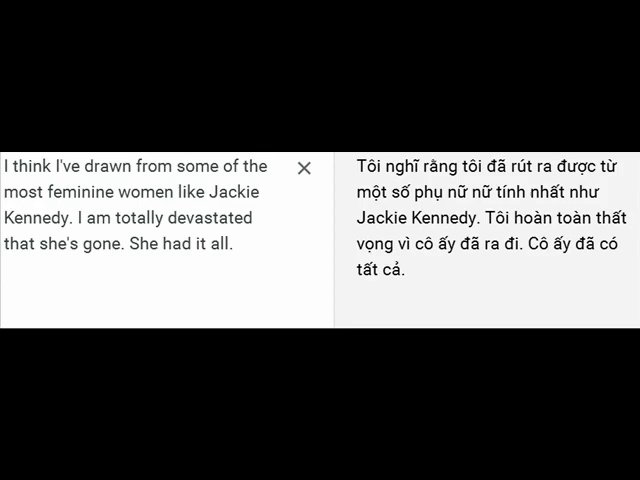 I think I've drawn from some of the
most feminine women like Jackie
Kennedy. I am totally devastated
that she's gone. She had it all.
Tôi nghĩ rằng tôi đã rút ra được từ
một số phụ nữ nữ tính nhất như
Jackie Kennedy. Tôi hoàn toàn thất
vọng vì cô ấy đã ra đi. Cô ấy đã có
tất cả.